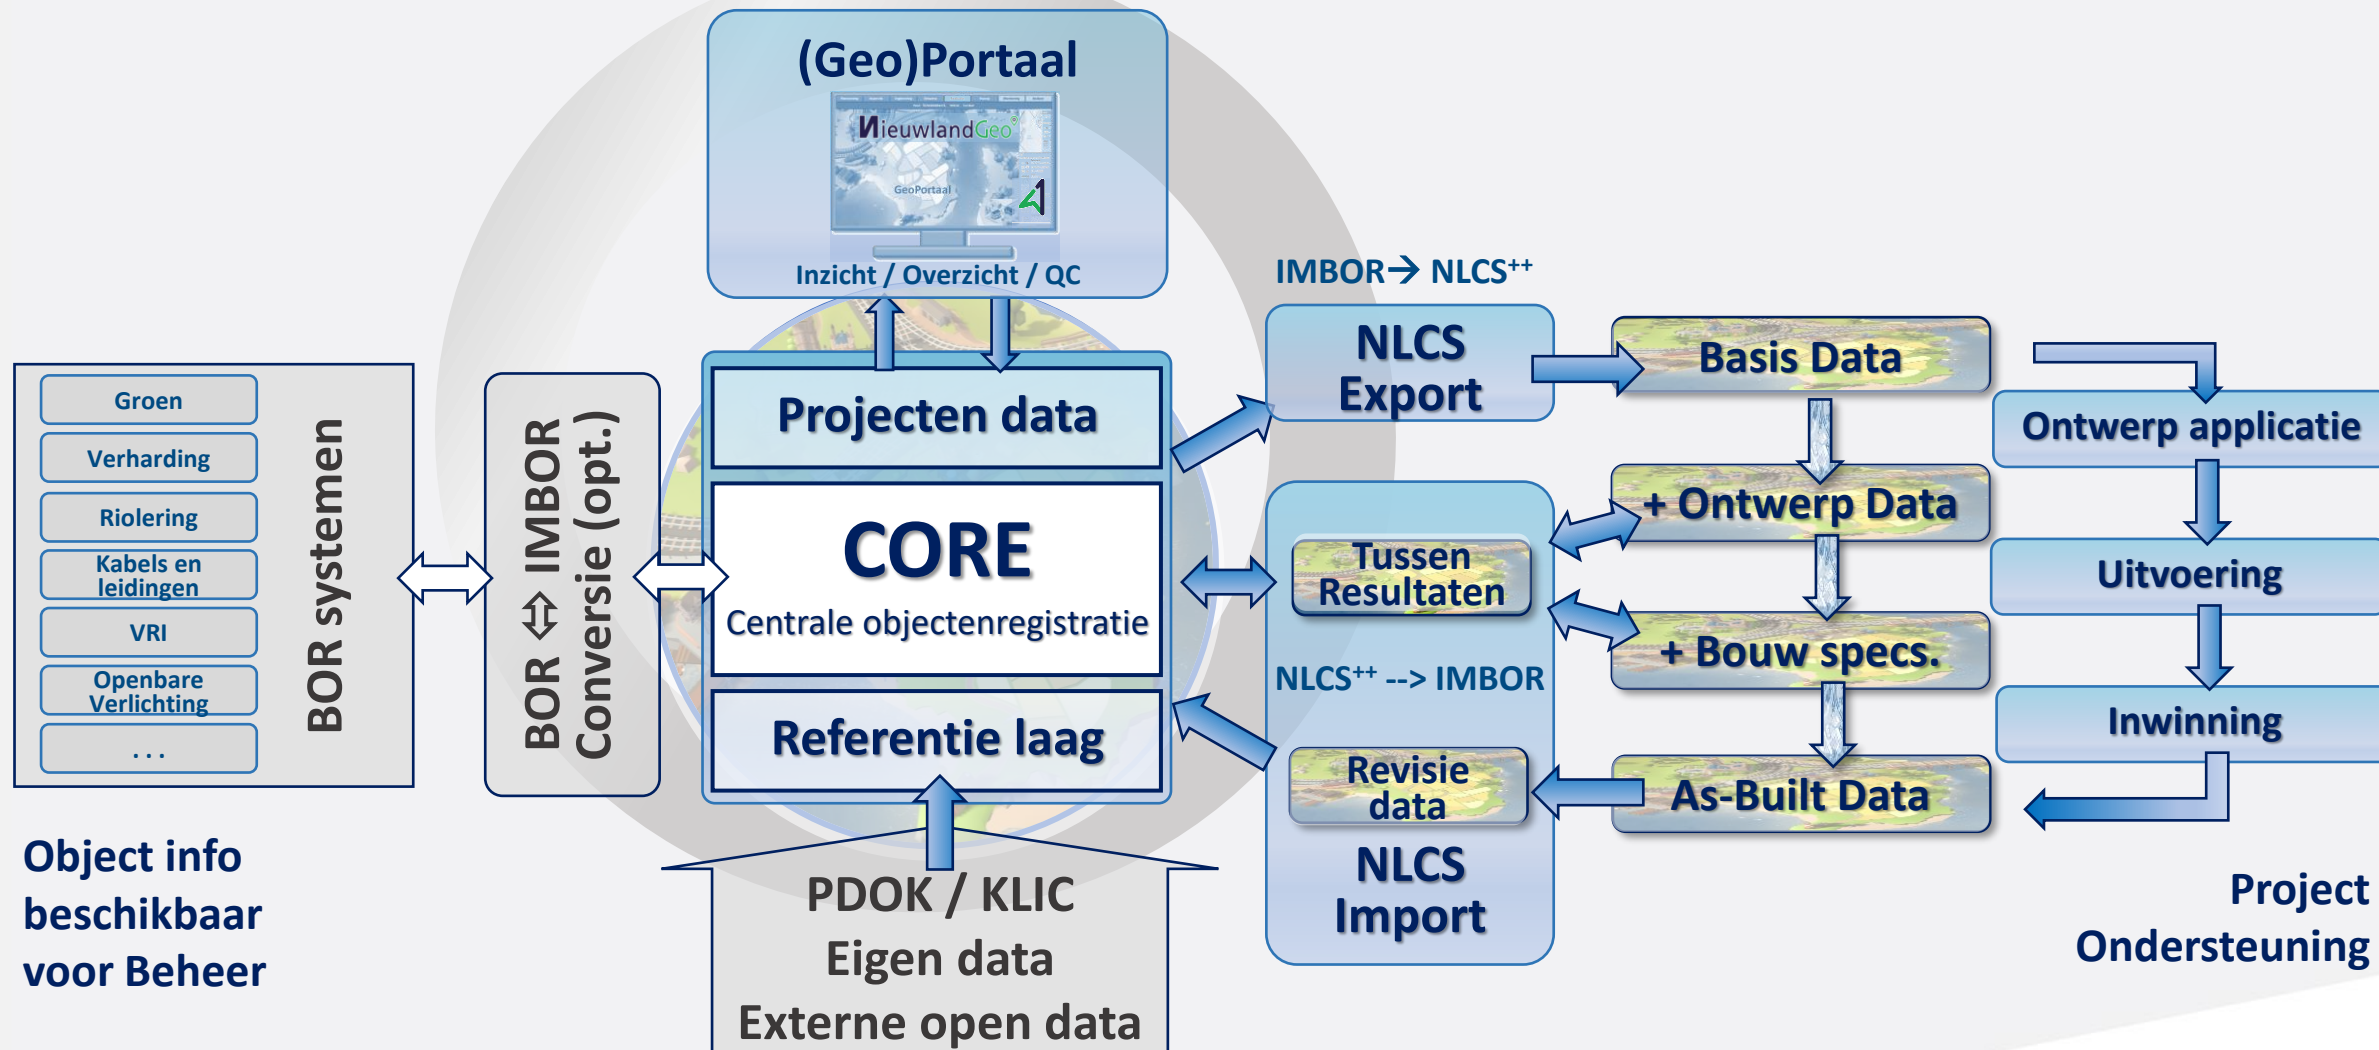 (Geo)Portaal
NieuwlandGeo
GeoPortaal
Inzicht / Overzicht / QC
Groen
Verharding
Riolering
Kabels en
leidingen
VRI
Openbare
Verlichting
...
BOR systemen
BOR ⇔ IMBOR
Conversie (opt.)
Projecten data
CORE
Centrale objectenregistratie
Referentie laag
PDOK / KLIC
Eigen data
Externe open data
IMBOR→ NLCS++
NLCS
Export
Tussen
Resultaten
NLCS++ --> IMBOR
Revisie
data
NLCS
Import
Basis Data
+ Ontwerp Data
+ Bouw specs.
As-Built Data
Ontwerp applicatie
Uitvoering
Inwinning
Object info
beschikbaar
voor Beheer
Project
Ondersteuning